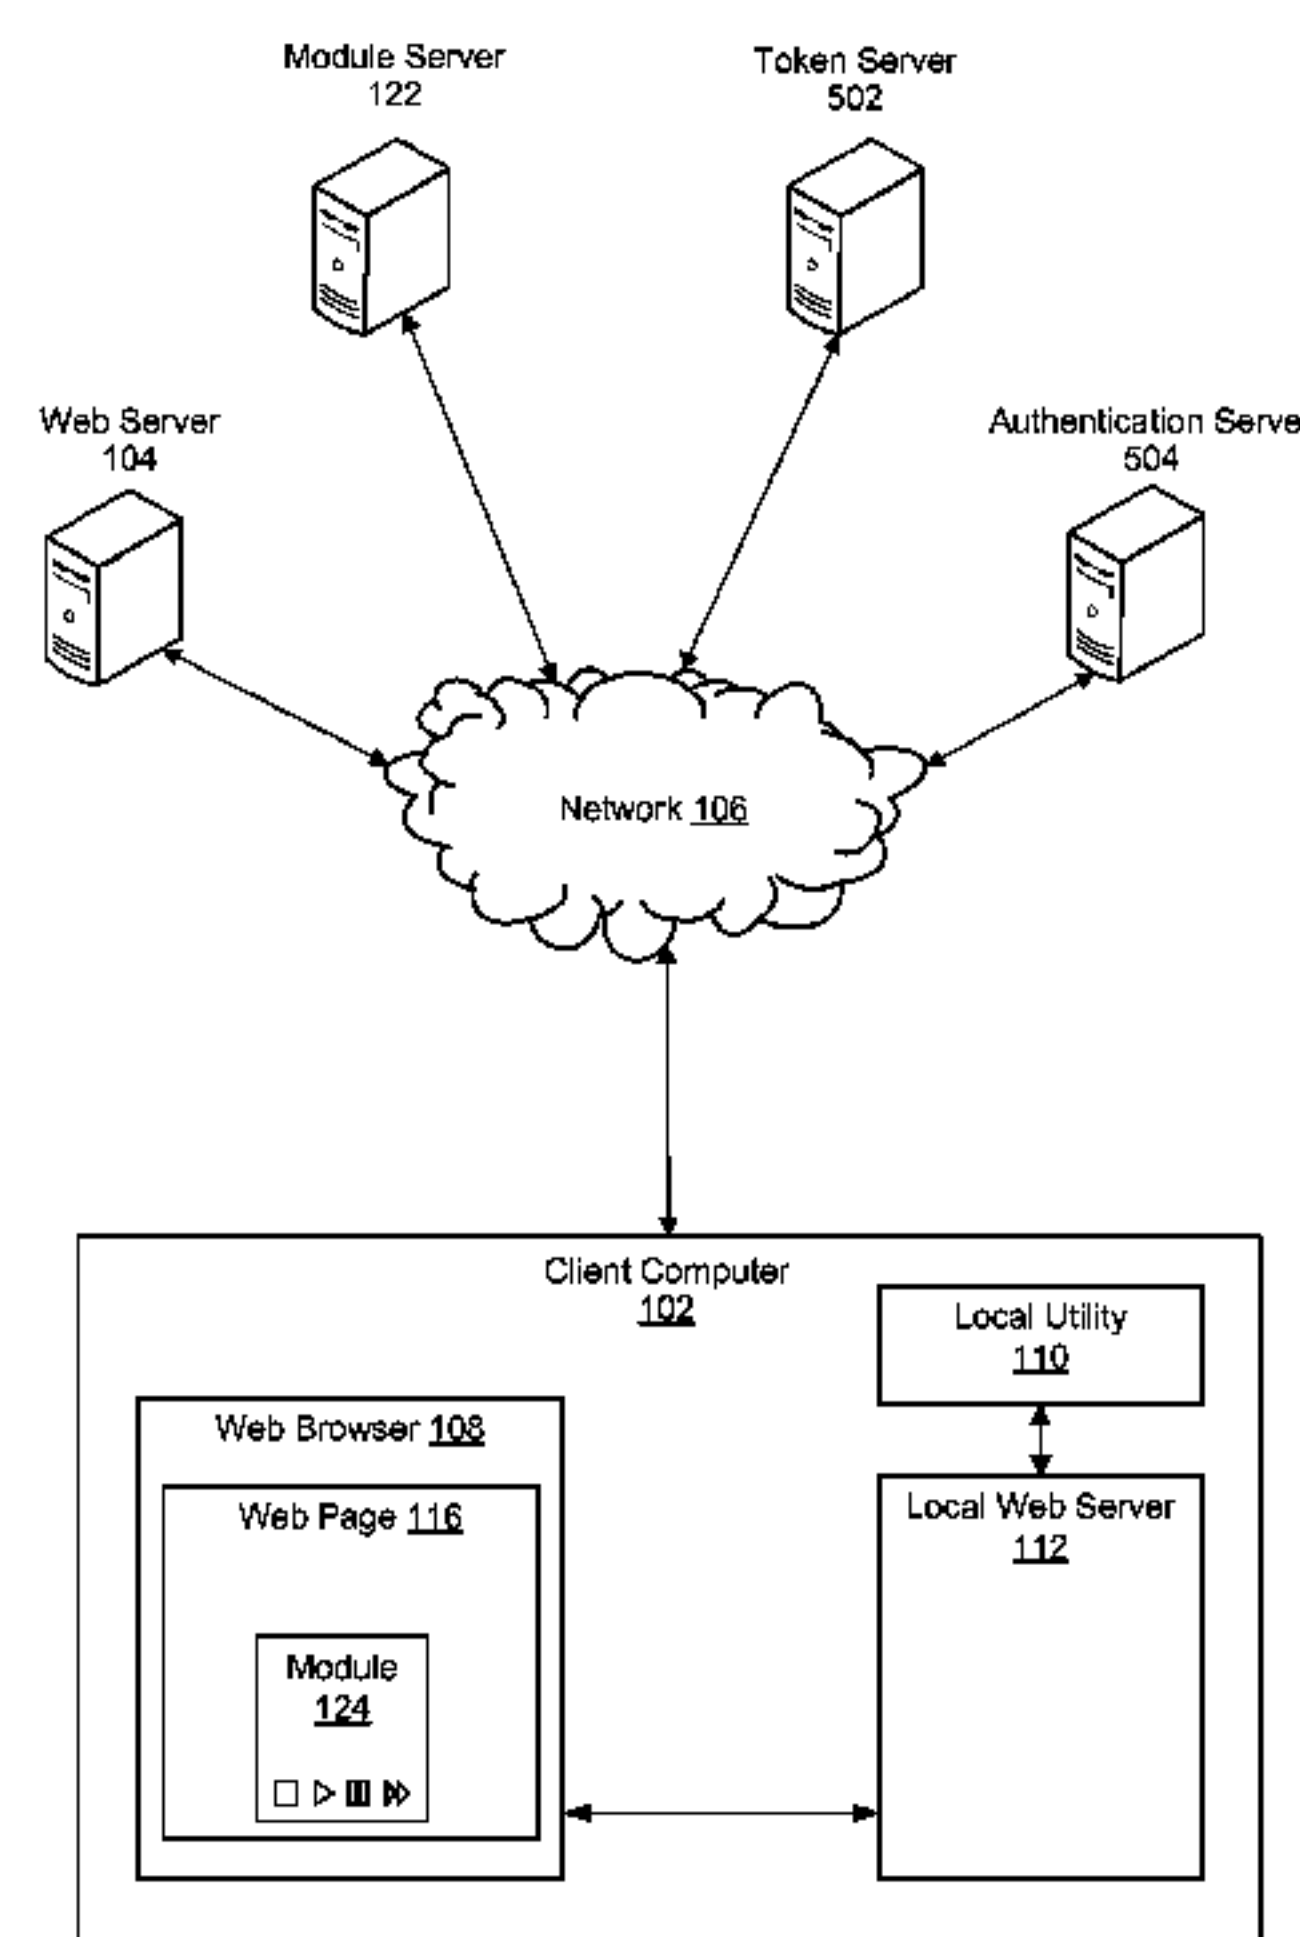 Module Server
122
Token Server
502
Web Server
104
Authentication Serve
504
Network 106
Client Computer
102
Local Utility
110
Web Browser 108
Local Web Server
112
Web Page 116
Module
124